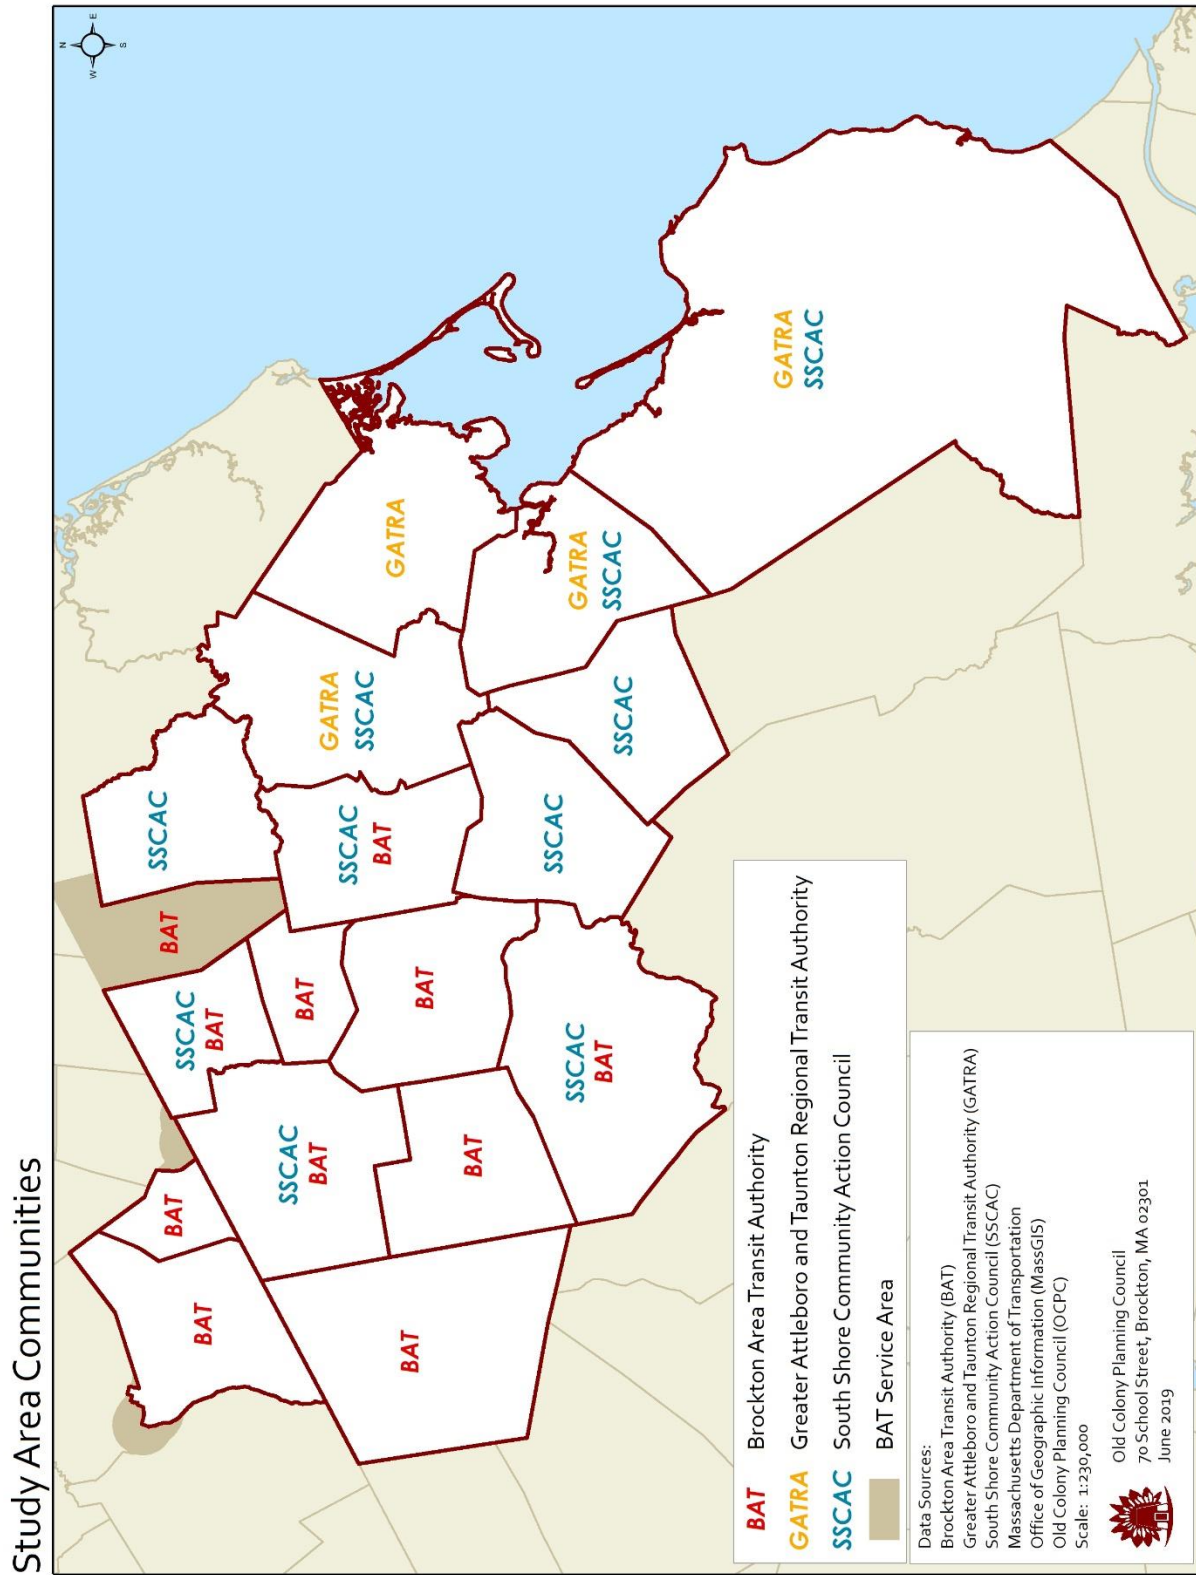 Study Area Communities
N
W E
S
SSCAC
BAT
BAT
SSCAC
BAT
BAT
SSCAC
BAT
BAT
GATRA
SSCAC
SSCAC
BAT
GATRA
BAT
BAT
BAT
SSCAC
SSCAC
BAT
GATRA
SSCAC
SSCAC
GATRA
SSCAC
BAT Brockton Area Transit Authority
GATRA Greater Attleboro and Taunton Regional Transit Authority
SSCAC South Shore Community Action Council
BAT Service Area
Data Sources:
Brockton Area Transit Authority (BAT)
Greater Attleboro and Taunton Regional Transit Authority (GATRA)
South Shore Community Action Council (SSCAC)
Massachusetts Department of Transportation
Office of Geographic Information (MassGIS)
Old Colony Planning Council (OCPC)
Scale: 1:230,000
Old Colony Planning Council
70 School Street, Brockton, MA 02301
June 2019